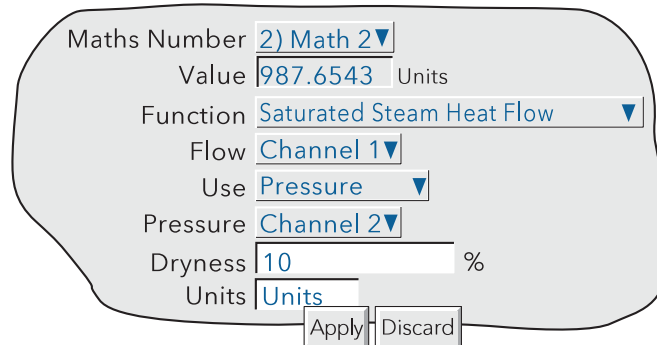 Maths Number 2) Math 2▼
Value 987.6543 Units
Function Saturated Steam Heat Flow ▼
Flow Channel 1▼
Use Pressure ▼
Pressure Channel 2▼
Dryness 10 %
Units Units
Apply Discard